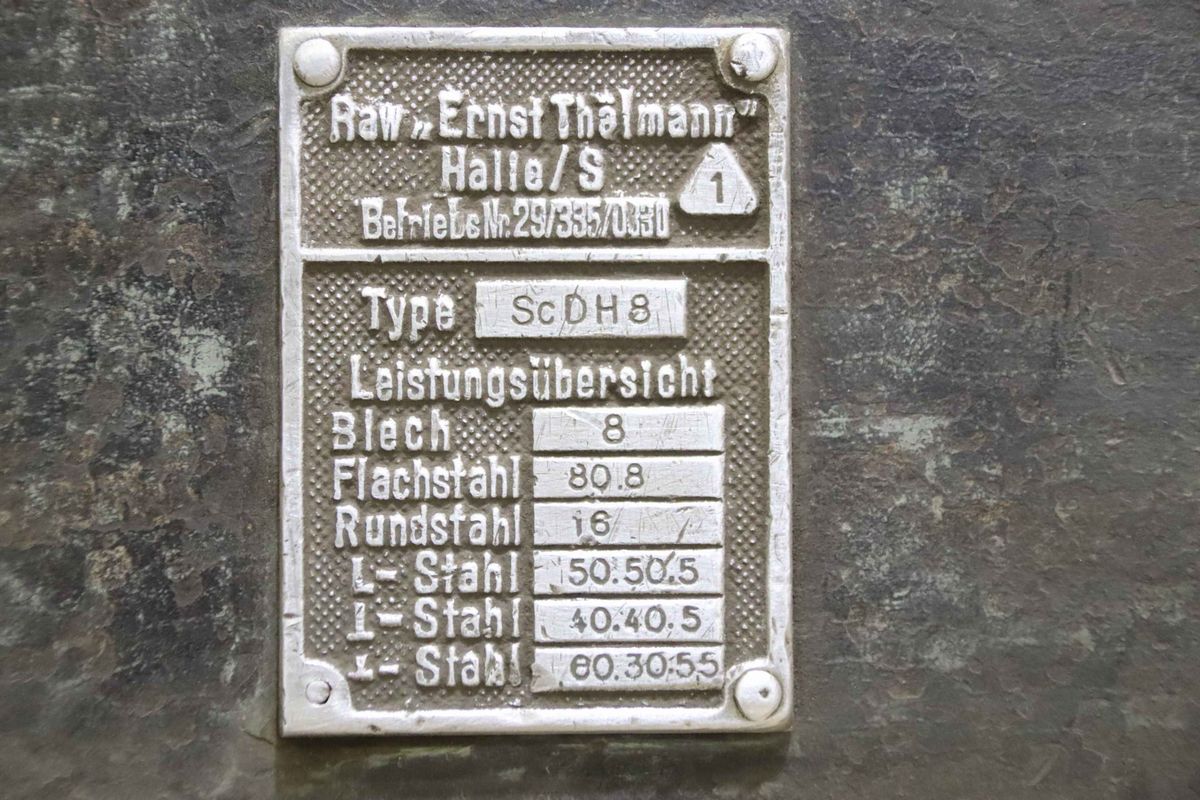 Raw „Ernst Thälmann”
Halle/S
1
Betriebs Nr. 29/335/0330
Type ScDH8
Leistungsübersicht
Blech 8
Flachstahl 80.8
Rundstahl 16
L- Stahl 50.50.5
⊥- Stahl 40.40.5
⊥- Stahl 60.30.55